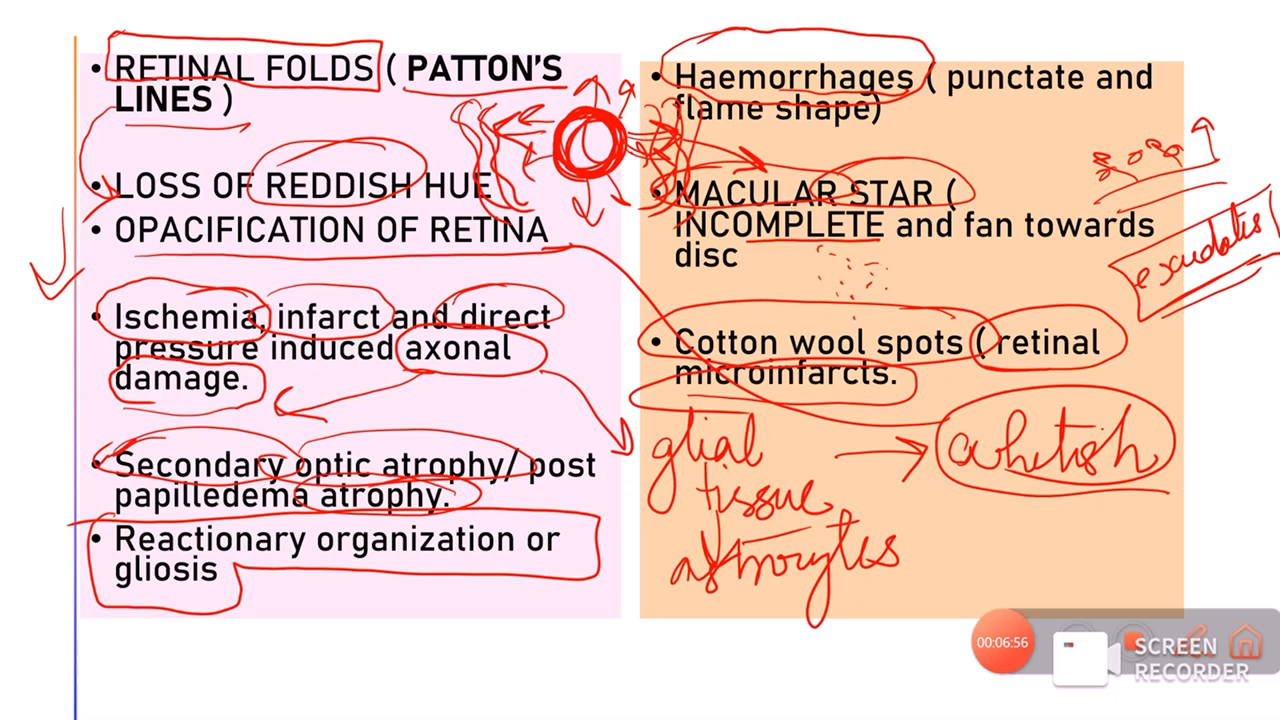 • RETINAL FOLDS ( PATTON'S
LINES )
• LOSS OF REDDISH HUE
• OPACIFICATION OF RETINA
• Ischemia, infarct and direct
pressure induced axonal
damage.
• Secondary optic atrophy/ post
papilledema atrophy.
• Reactionary organization or
gliosis
• Haemorrhages ( punctate and
flame shape)
• MACULAR STAR (
INCOMPLETE and fan towards
disc
exudates
• Cotton wool spots ( retinal
microinfarcts.
glial → whitish
tissue
astrocytes
00:06:56
SCREEN
RECORDER